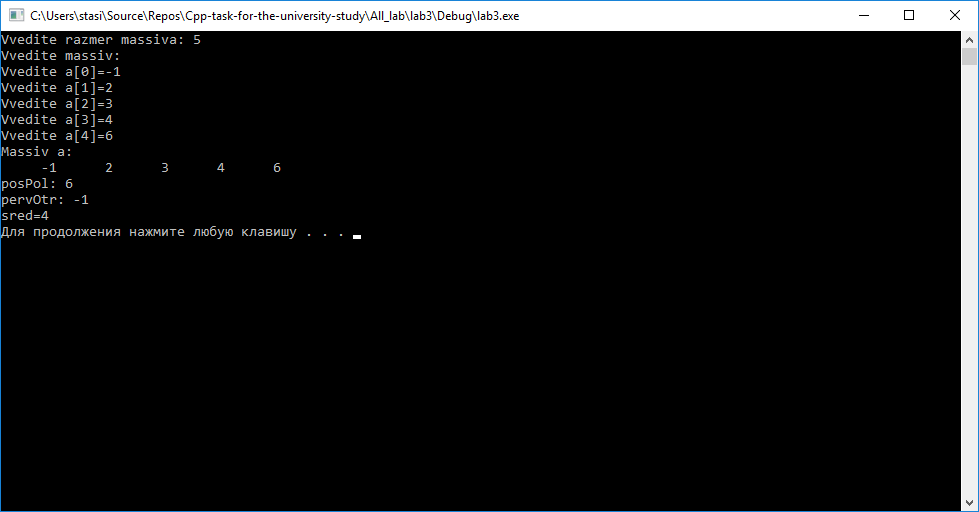 C:\Users\stasi\Source\Repos\Cpp-task-for-the-university-study\All_lab\lab3\Debug\lab3.exe
Vvedite razmer massiva: 5
Vvedite massiv:
Vvedite a[0]=-1
Vvedite a[1]=2
Vvedite a[2]=3
Vvedite a[3]=4
Vvedite a[4]=6
Massiv a:
-1 2 3 4 6
posPol: 6
pervOtr: -1
sred=4
Для продолжения нажмите любую клавишу . . .